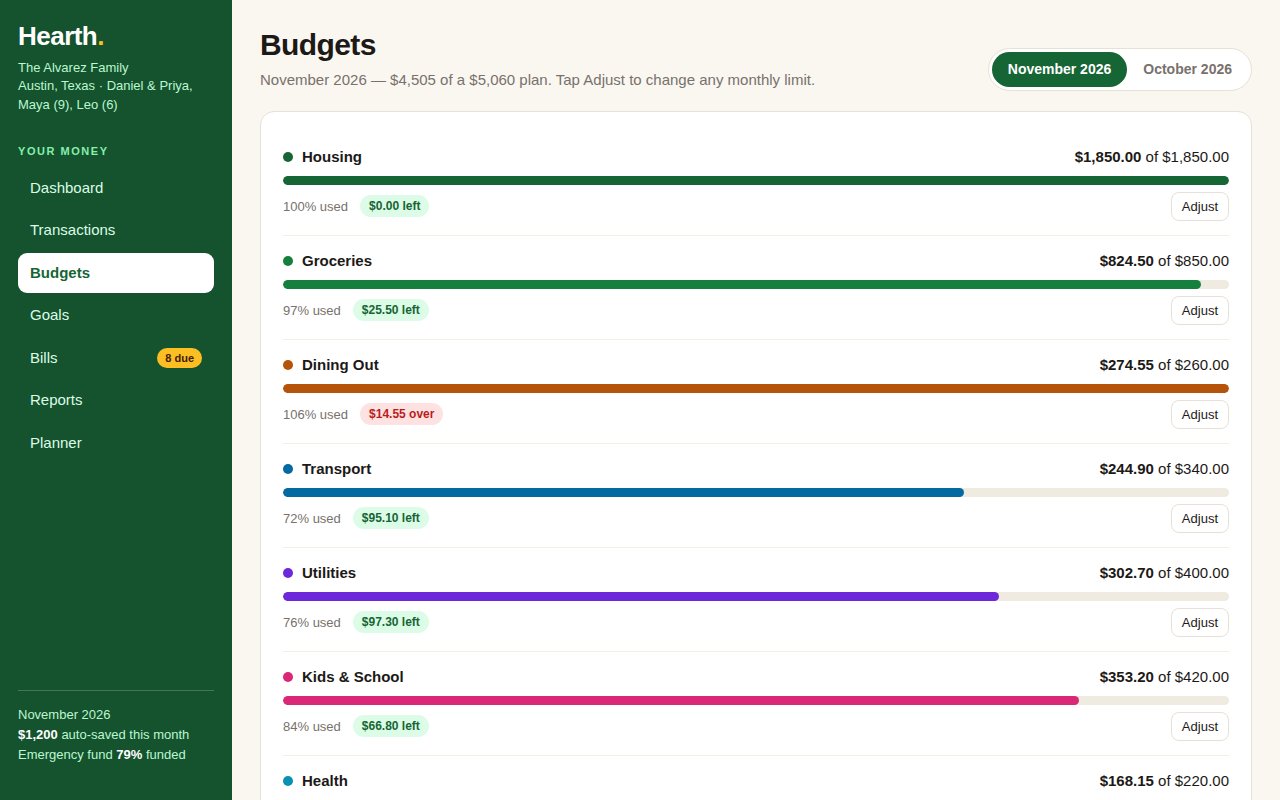 Hearth.
The Alvarez Family
Austin, Texas · Daniel & Priya,
Maya (9), Leo (6)
YOUR MONEY
Dashboard
Transactions
Budgets
Goals
Bills 8 due
Reports
Planner
November 2026
$1,200 auto-saved this month
Emergency fund 79% funded
Budgets
November 2026 — $4,505 of a $5,060 plan. Tap Adjust to change any monthly limit.
November 2026 October 2026
Housing $1,850.00 of $1,850.00
100% used $0.00 left Adjust
Groceries $824.50 of $850.00
97% used $25.50 left Adjust
Dining Out $274.55 of $260.00
106% used $14.55 over Adjust
Transport $244.90 of $340.00
72% used $95.10 left Adjust
Utilities $302.70 of $400.00
76% used $97.30 left Adjust
Kids & School $353.20 of $420.00
84% used $66.80 left Adjust
Health $168.15 of $220.00